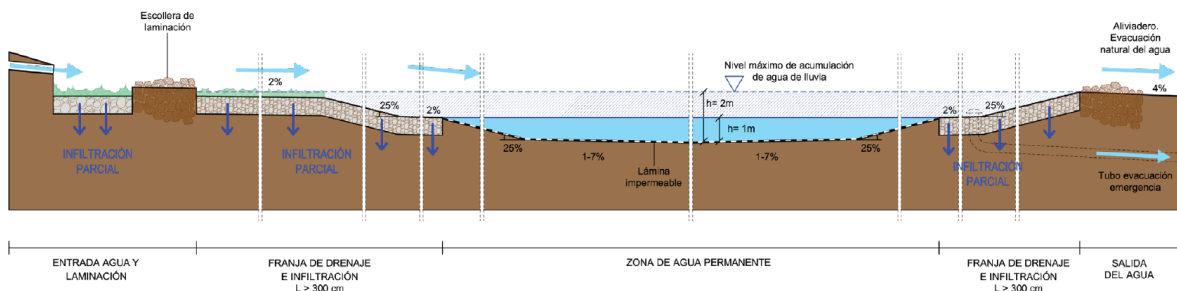 Escollera de
laminación
Aliviadero.
Evacuación
natural del agua
Nivel máximo de acumulación
de agua de lluvia
2%
4%
h= 2m
25%
2%
h= 1m
2%
25%
INFILTRACIÓN
PARCIAL
INFILTRACIÓN
PARCIAL
25%
1-7%
Lámina
impermeable
1-7%
25%
INFILTRACIÓN
PARCIAL
Tubo evacuación
emergencia
ENTRADA AGUA Y
LAMINACIÓN
FRANJA DE DRENAJE
E INFILTRACIÓN
L > 300 cm
ZONA DE AGUA PERMANENTE
FRANJA DE DRENAJE
E INFILTRACIÓN
L > 300 cm
SALIDA
DEL AGUA